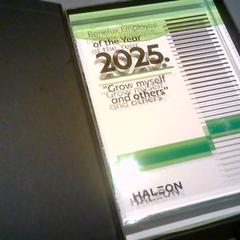 Benelux Employee
of the Year
2025.
"Grow myself
and others"
HALEON